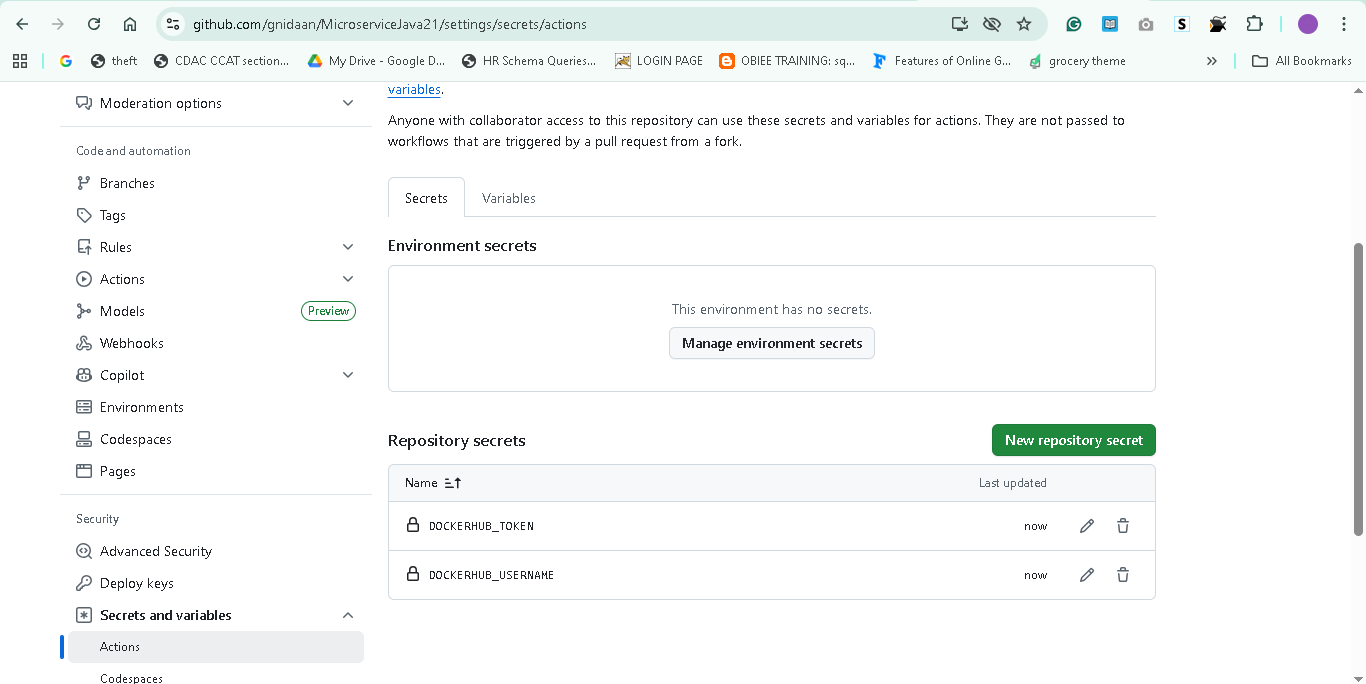 github.com/gnidaan/MicroserviceJava21/settings/secrets/actions
theft
CDAC CCAT section...
My Drive - Google D...
HR Schema Queries...
LOGIN PAGE
OBIEE TRAINING: sq...
Features of Online G...
grocery theme
All Bookmarks
Moderation options
Code and automation
Branches
Tags
Rules
Actions
Models
Preview
Webhooks
Copilot
Environments
Codespaces
Pages
Security
Advanced Security
Deploy keys
Secrets and variables
Actions
Codespaces
variables.
Anyone with collaborator access to this repository can use these secrets and variables for actions. They are not passed to
workflows that are triggered by a pull request from a fork.
Secrets
Variables
Environment secrets
This environment has no secrets.
Manage environment secrets
Repository secrets
New repository secret
Name
Last updated
DOCKERHUB_TOKEN
now
DOCKERHUB_USERNAME
now